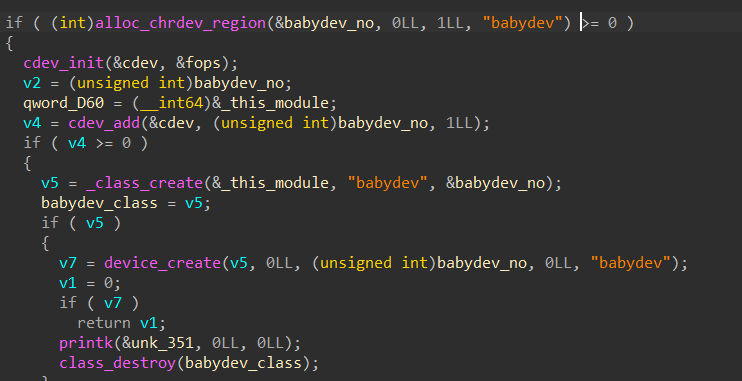 if ( (int)alloc_chrdev_region(&babydev_no, 0LL, 1LL, "babydev") >= 0 )
{
cdev_init(&cdev, &fops);
v2 = (unsigned int)babydev_no;
qword_D60 = (__int64)&_this_module;
v4 = cdev_add(&cdev, (unsigned int)babydev_no, 1LL);
if ( v4 >= 0 )
{
v5 = _class_create(&_this_module, "babydev", &babydev_no);
babydev_class = v5;
if ( v5 )
{
v7 = device_create(v5, 0LL, (unsigned int)babydev_no, 0LL, "babydev");
v1 = 0;
if ( v7 )
return v1;
printk(&unk_351, 0LL, 0LL);
class_destroy(babydev_class);
}